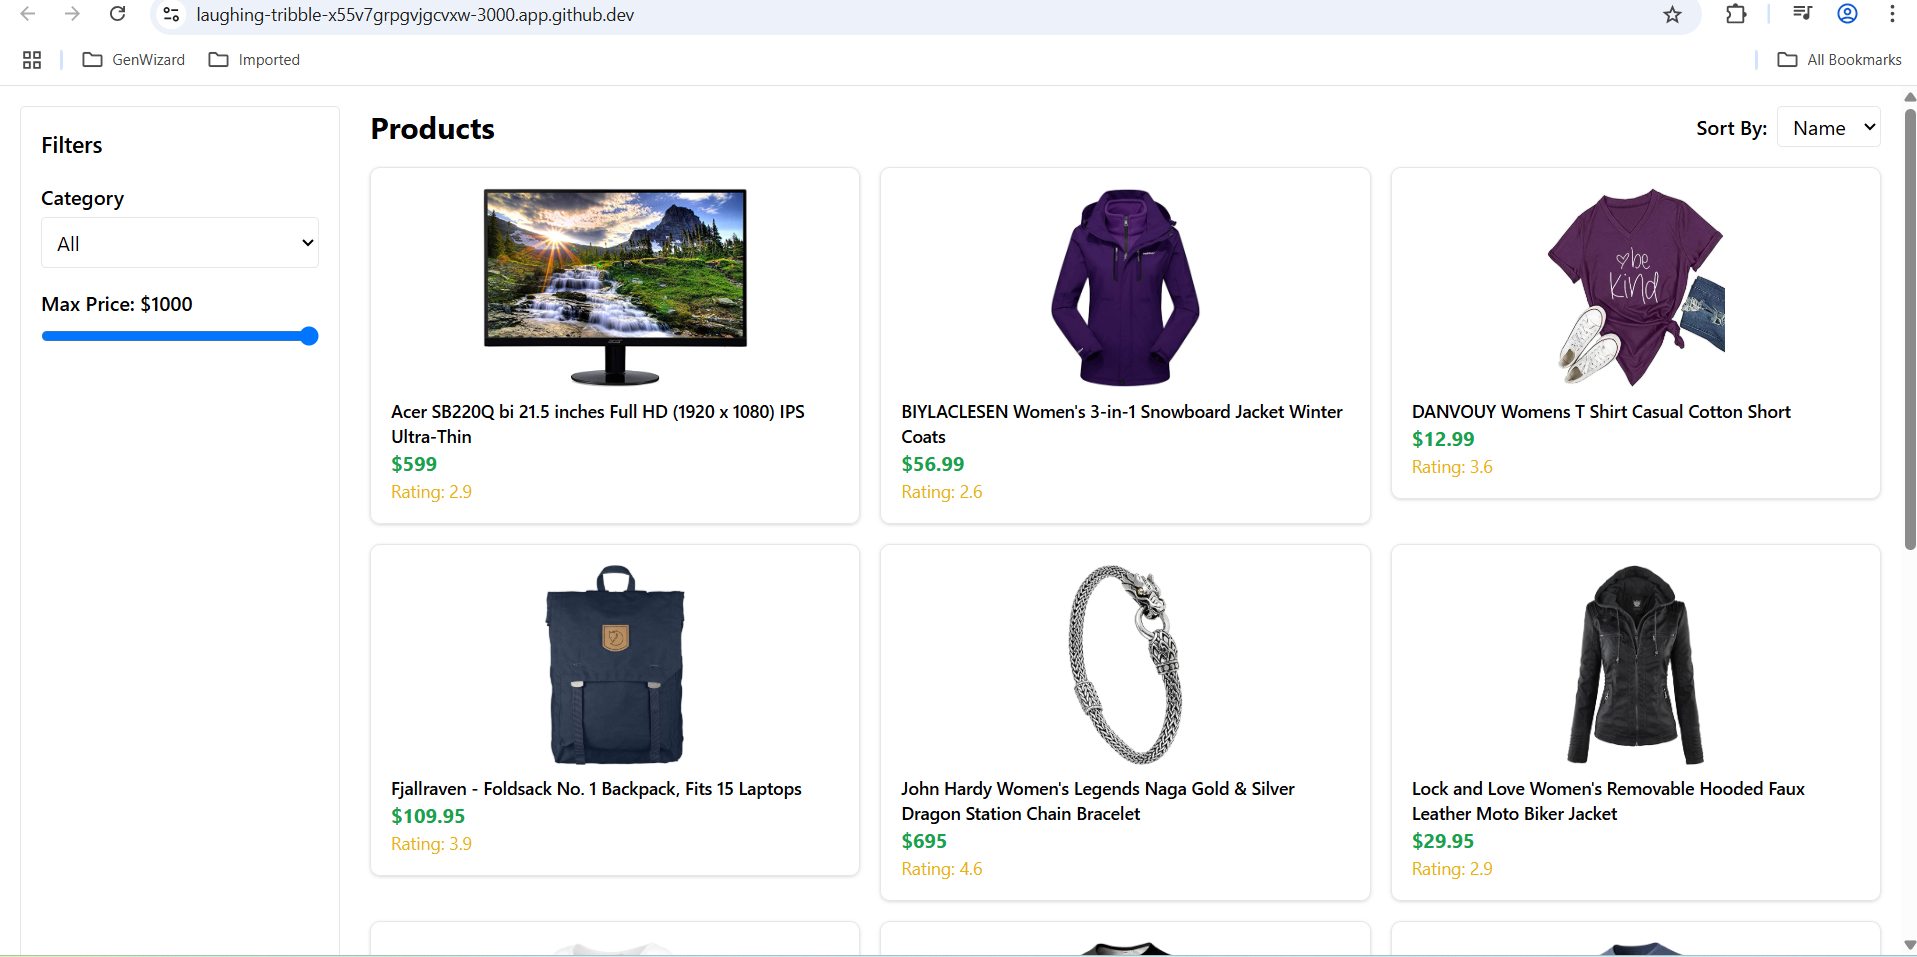 laughing-tribble-x55v7grpgvjgcvxw-3000.app.github.dev
GenWizard
Imported
All Bookmarks
Filters
Category
All
Max Price: $1000
Products
Sort By:
Name
be
kind
Acer SB220Q bi 21.5 inches Full HD (1920 x 1080) IPS
Ultra-Thin
$599
Rating: 2.9
BIYLACLESEN Women's 3-in-1 Snowboard Jacket Winter
Coats
$56.99
Rating: 2.6
DANVOUY Womens T Shirt Casual Cotton Short
$12.99
Rating: 3.6
Fjallraven - Foldsack No. 1 Backpack, Fits 15 Laptops
$109.95
Rating: 3.9
John Hardy Women's Legends Naga Gold & Silver
Dragon Station Chain Bracelet
$695
Rating: 4.6
Lock and Love Women's Removable Hooded Faux
Leather Moto Biker Jacket
$29.95
Rating: 2.9